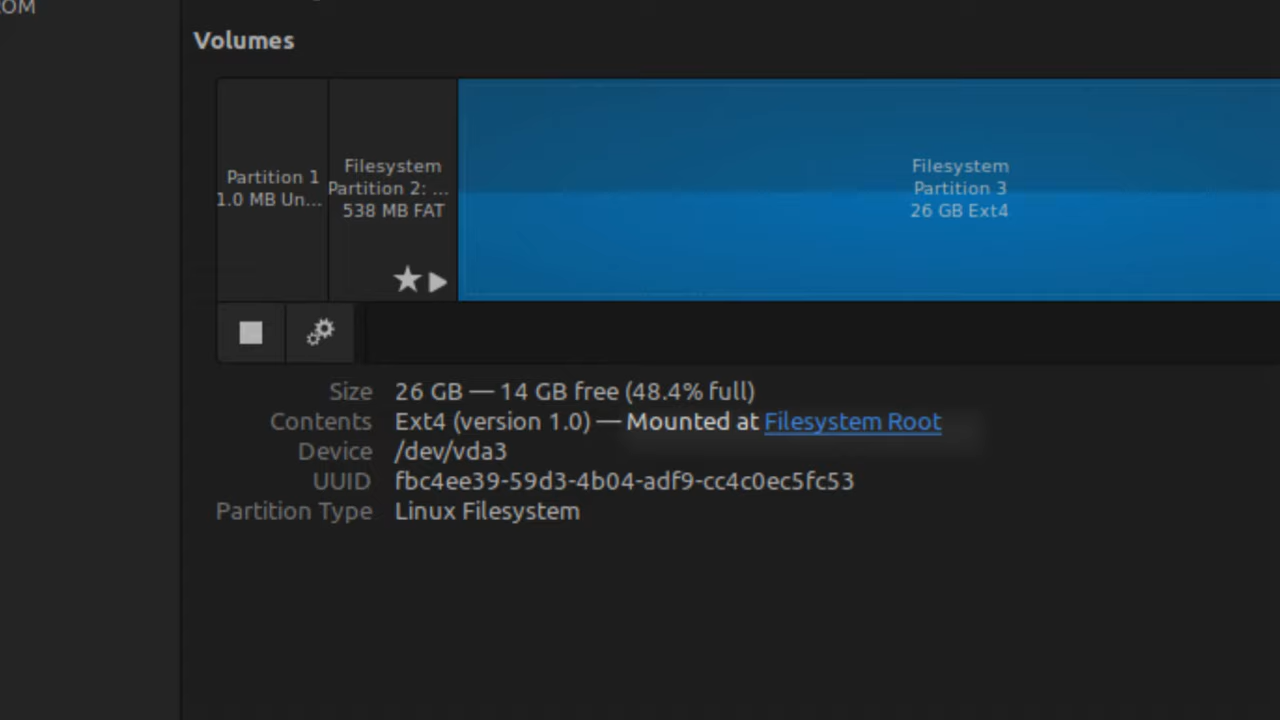 OM
Volumes
Partition 1
1.0 MB Un...
Filesystem
Partition 2: ...
538 MB FAT
Filesystem
Partition 3
26 GB Ext4
Size 26 GB — 14 GB free (48.4% full)
Contents Ext4 (version 1.0) — Mounted at Filesystem Root
Device /dev/vda3
UUID fbc4ee39-59d3-4b04-adf9-cc4c0ec5fc53
Partition Type Linux Filesystem